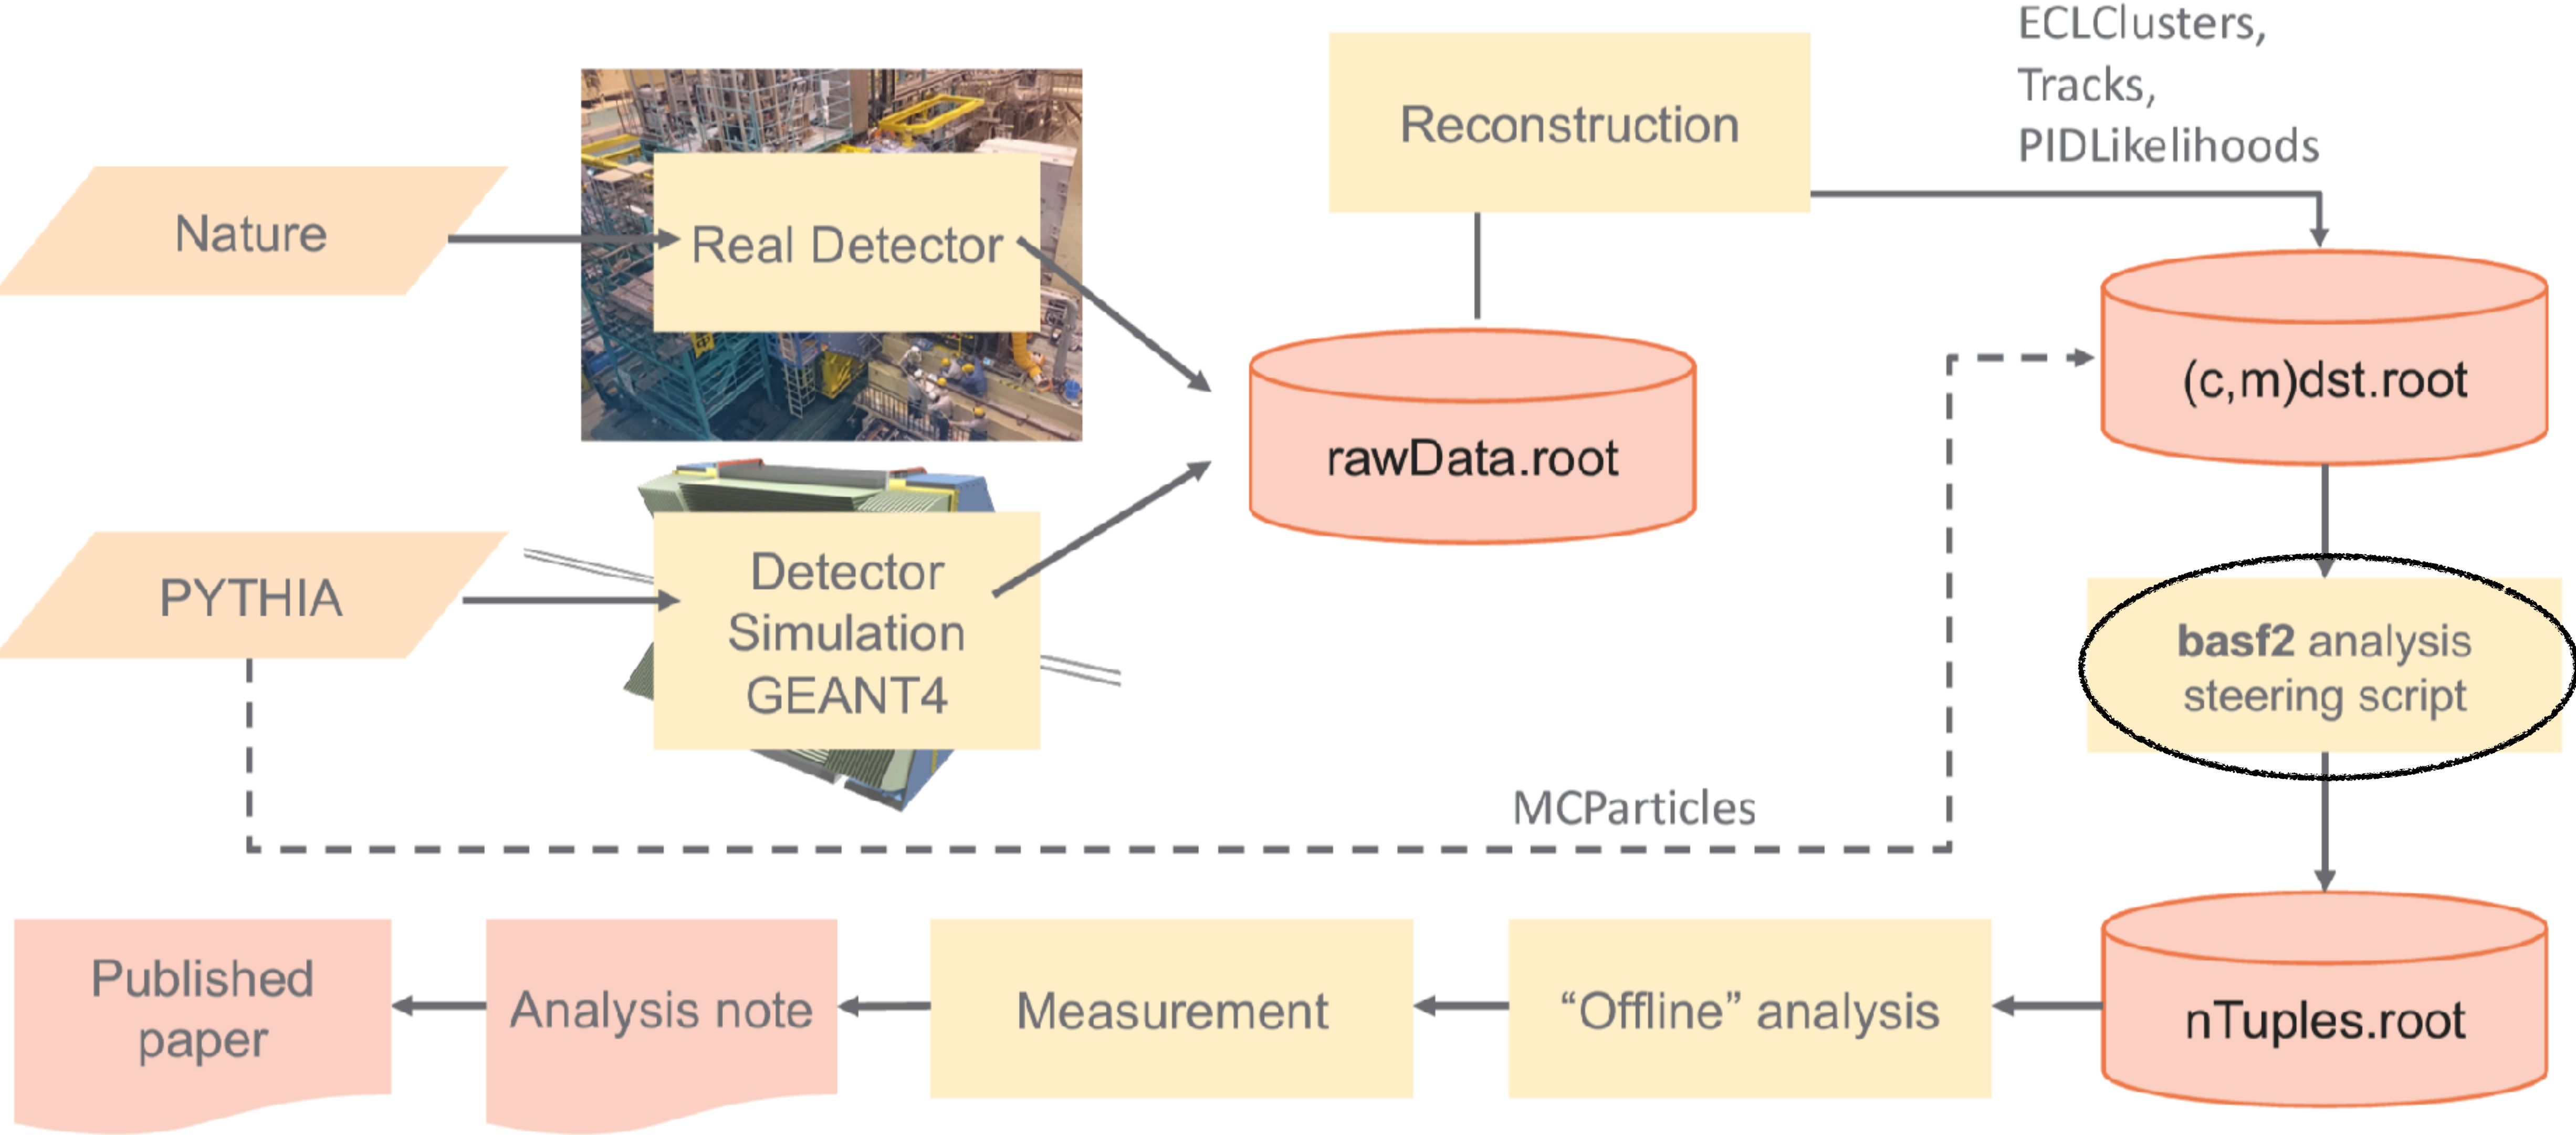 ECLClusters,
Tracks,
PIDLikelihoods
Reconstruction
Nature
Real Detector
(c,m)dst.root
rawData.root
PYTHIA
Detector
Simulation
GEANT4
basf2 analysis
steering script
MCParticles
Published
paper
Analysis note
Measurement
“Offline” analysis
nTuples.root